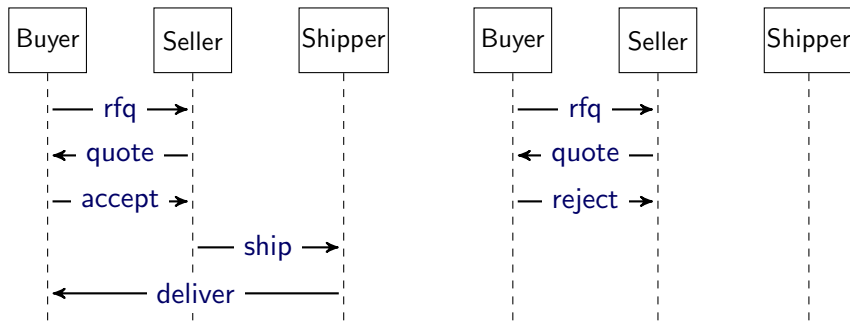 Buyer Seller Shipper Buyer Seller Shipper
rfq rfq
quote quote
accept reject
ship
deliver